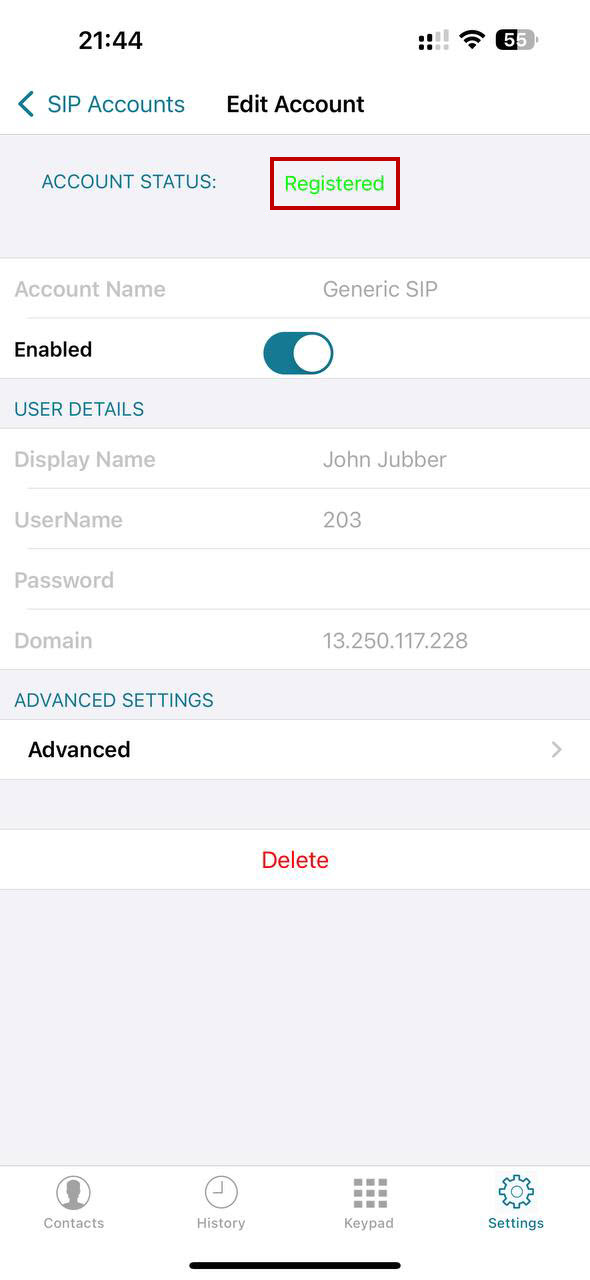 21:44
55
SIP Accounts Edit Account
ACCOUNT STATUS: Registered
Account Name Generic SIP
Enabled
USER DETAILS
Display Name John Jubber
UserName 203
Password
Domain 13.250.117.228
ADVANCED SETTINGS
Advanced
Delete
Contacts History Keypad Settings